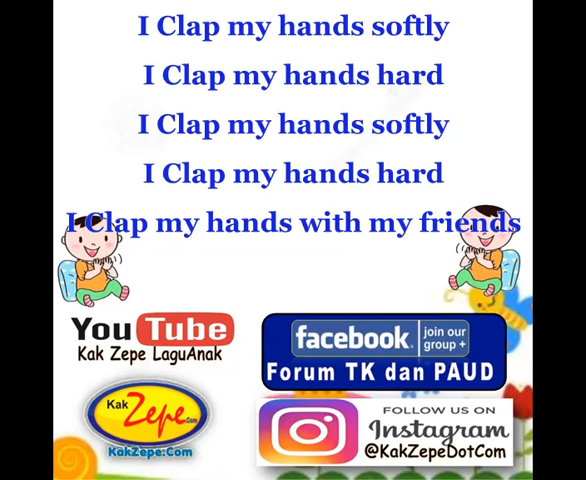 I Clap my hands softly
I Clap my hands hard
I Clap my hands softly
I Clap my hands hard
I Clap my hands with my friends
YouTube
Kak Zepe LaguAnak
facebook. join our group +
Forum TK dan PAUD
Kak Zepe.Com
KakZepe.Com
FOLLOW US ON
Instagram
@KakZepeDotCom